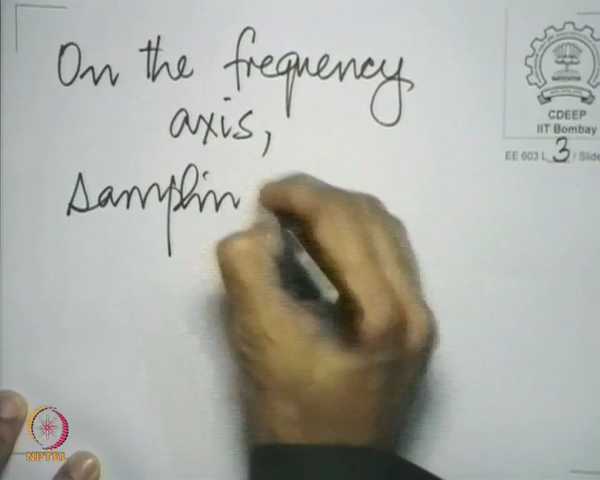 On the frequency
axis,
samplin
CDEEP
IIT Bombay
EE 603 L 3 / Slide
NPTEL